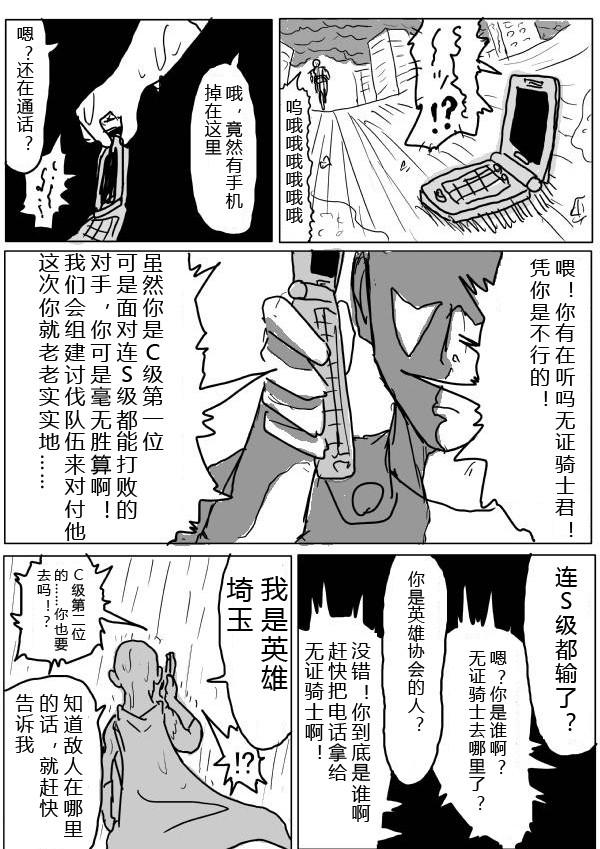 !?
呜哦哦哦哦哦哦哦
哦，竟然有手机
掉在这里
嗯？还在通话？
喂！你有在听吗无证骑士君！
凭你是不行的！
虽然你是C级第一位
可是面对连S级都能打败的
对手，你可是毫无胜算啊！
我们会组建讨伐队伍来对付他
这次你就老老实实地……
连S级都输了？
嗯？你是谁啊？
无证骑士去哪里了？
你是英雄协会的人？
没错！你到底是谁啊
赶快把电话拿给
无证骑士啊！
我是英雄
埼玉
!?
C级第二位
的……你也要
去吗！？
知道敌人在哪里
的话，就赶快
告诉我